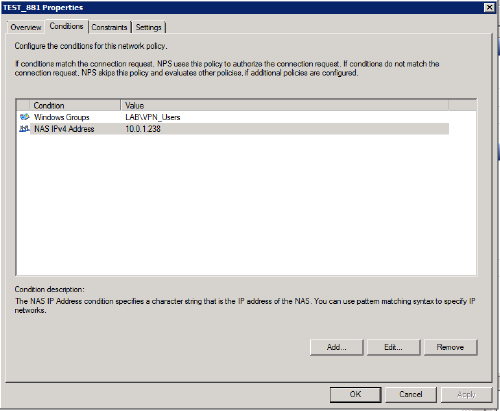 TEST_881 Properties
Overview Conditions Constraints Settings
Configure the conditions for this network policy.
If conditions match the connection request, NPS uses this policy to authorize the connection request. If conditions do not match the
connection request, NPS skips this policy and evaluates other policies, if additional policies are configured.
Condition Value
Windows Groups LAB\VPN_Users
NAS IPv4 Address 10.0.1.238
Condition description:
The NAS IP Address condition specifies a character string that is the IP address of the NAS. You can use pattern matching syntax to specify IP
networks.
Add... Edit... Remove
OK Cancel Apply